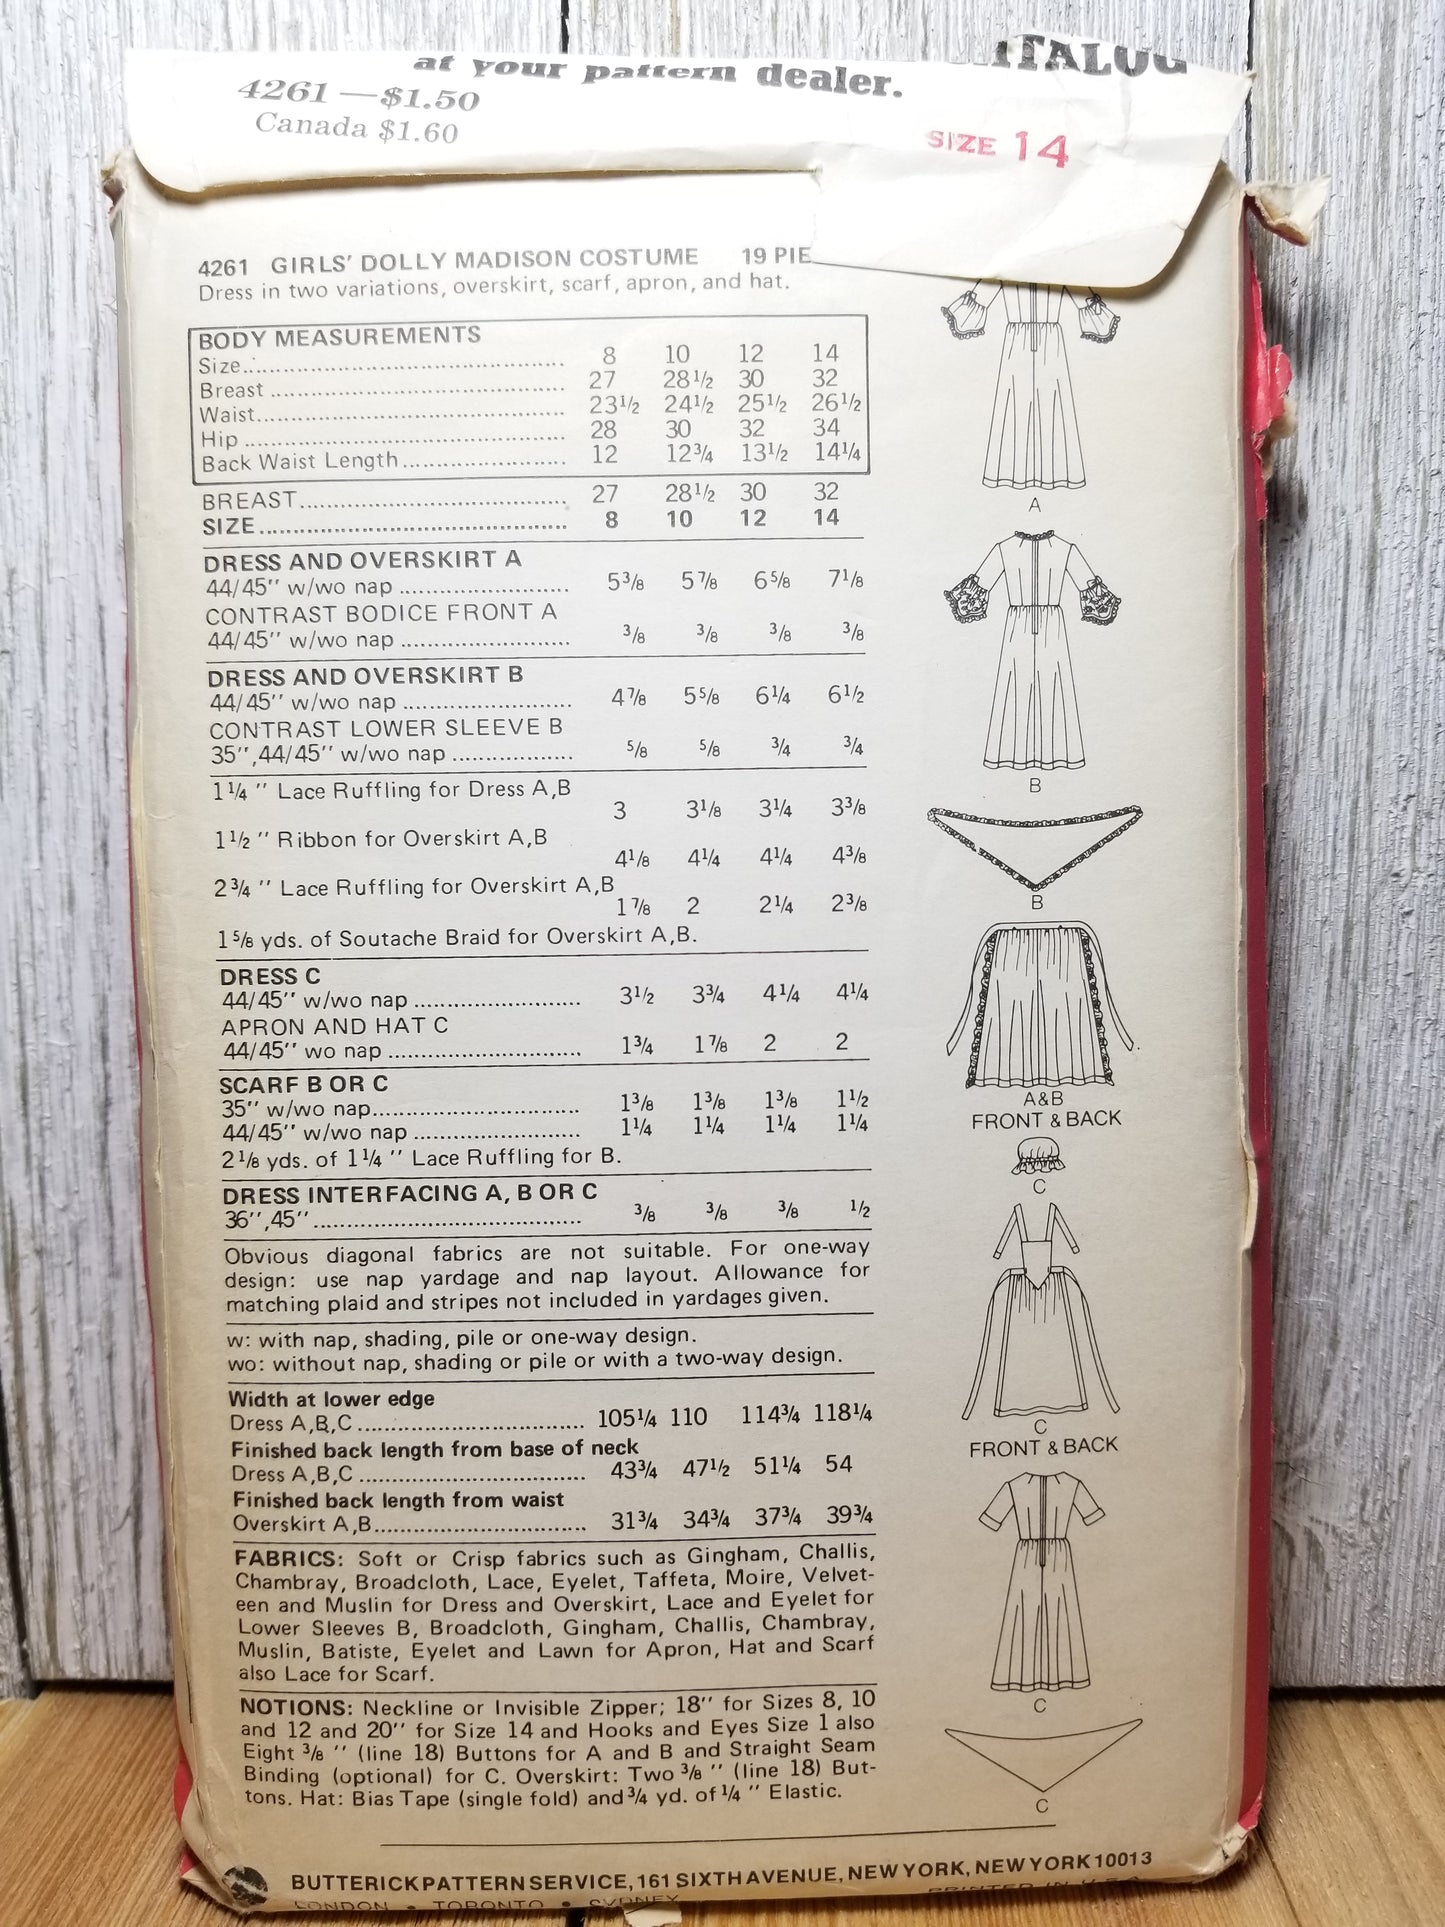 at your pattern dealer.
4261 — $1.50
Canada $1.60
SIZE 14
4261 GIRLS' DOLLY MADISON COSTUME 19
Dress in two variations, overskirt, scarf, apron, and hat.
BODY MEASUREMENTS
Size 8 10 12 14
Breast 27 28½ 30 32
Waist 23½ 24½ 25½ 26½
Hip 28 30 32 34
Back Waist Length 12 12¾ 13½ 14¼
BREAST 27 28½ 30 32
SIZE 8 10 12 14
DRESS AND OVERSKIRT A
44/45'' w/wo nap 5⅜ 5⅞ 6⅝ 7⅛
CONTRAST BODICE FRONT A
44/45'' w/wo nap ⅜ ⅜ ⅜ ⅜
DRESS AND OVERSKIRT B
44/45'' w/wo nap 4⅞ 5⅝ 6¼ 6½
CONTRAST LOWER SLEEVE B
35'',44/45'' w/wo nap ⅝ ⅝ ¾ ¾
1¼ '' Lace Ruffling for Dress A,B
3 3⅛ 3¼ 3⅜
1½ '' Ribbon for Overskirt A,B
4⅛ 4¼ 4¼ 4⅜
2¾ '' Lace Ruffling for Overskirt A,B
1⅞ 2 2¼ 2⅜
1⅝ yds. of Soutache Braid for Overskirt A,B.
DRESS C
44/45'' w/wo nap 3½ 3¾ 4¼ 4¼
APRON AND HAT C
44/45'' wo nap 1¾ 1⅞ 2 2
SCARF B OR C
35'' w/wo nap 1⅜ 1⅜ 1⅜ 1½
44/45'' w/wo nap 1¼ 1¼ 1¼ 1¼
2⅛ yds. of 1¼ '' Lace Ruffling for B.
DRESS INTERFACING A, B OR C
36'',45'' ⅜ ⅜ ⅜ ½
Obvious diagonal fabrics are not suitable. For one-way
design: use nap yardage and nap layout. Allowance for
matching plaid and stripes not included in yardages given.
w: with nap, shading, pile or one-way design.
wo: without nap, shading or pile or with a two-way design.
Width at lower edge
Dress A,B,C 105¼ 110 114¾ 118¼
Finished back length from base of neck
Dress A,B,C 43¾ 47½ 51¼ 54
Finished back length from waist
Overskirt A,B 31¾ 34¾ 37¾ 39¾
FABRICS: Soft or Crisp fabrics such as Gingham, Challis,
Chambray, Broadcloth, Lace, Eyelet, Taffeta, Moire, Velvet-
een and Muslin for Dress and Overskirt, Lace and Eyelet for
Lower Sleeves B, Broadcloth, Gingham, Challis, Chambray,
Muslin, Batiste, Eyelet and Lawn for Apron, Hat and Scarf
also Lace for Scarf.
NOTIONS: Neckline or Invisible Zipper; 18'' for Sizes 8, 10
and 12 and 20'' for Size 14 and Hooks and Eyes Size 1 also
Eight ⅜ '' (line 18) Buttons for A and B and Straight Seam
Binding (optional) for C. Overskirt: Two ⅜ '' (line 18) But-
tons. Hat: Bias Tape (single fold) and ¾ yd. of ¼ '' Elastic.
A
B
B
A&B
FRONT & BACK
C
C
FRONT & BACK
C
C
BUTTERICK PATTERN SERVICE, 161 SIXTH AVENUE, NEW YORK, NEW YORK 10013
LONDON • TORONTO • SYDNEY
PRINTED IN U.S.A.